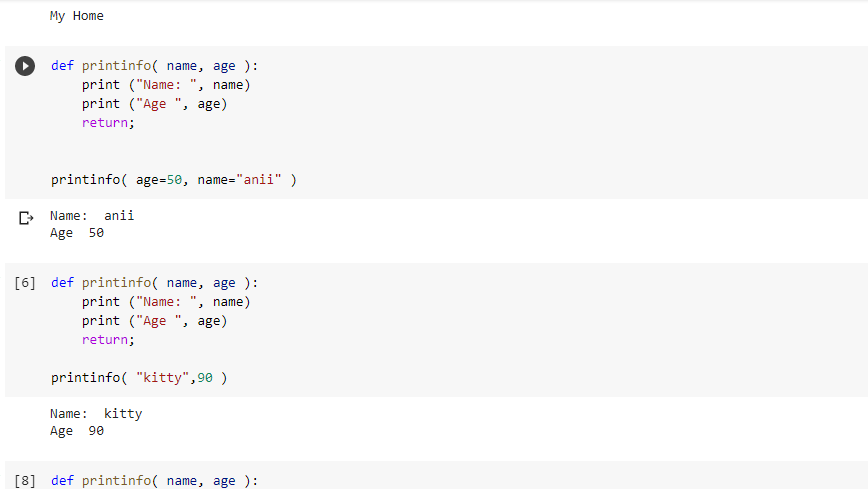 My Home
def printinfo( name, age ):
    print ("Name: ", name)
    print ("Age ", age)
    return;
printinfo( age=50, name="anii" )
Name:  anii
Age  50
[6] def printinfo( name, age ):
    print ("Name: ", name)
    print ("Age ", age)
    return;
printinfo( "kitty",90 )
Name:  kitty
Age  90
[8] def printinfo( name, age ):